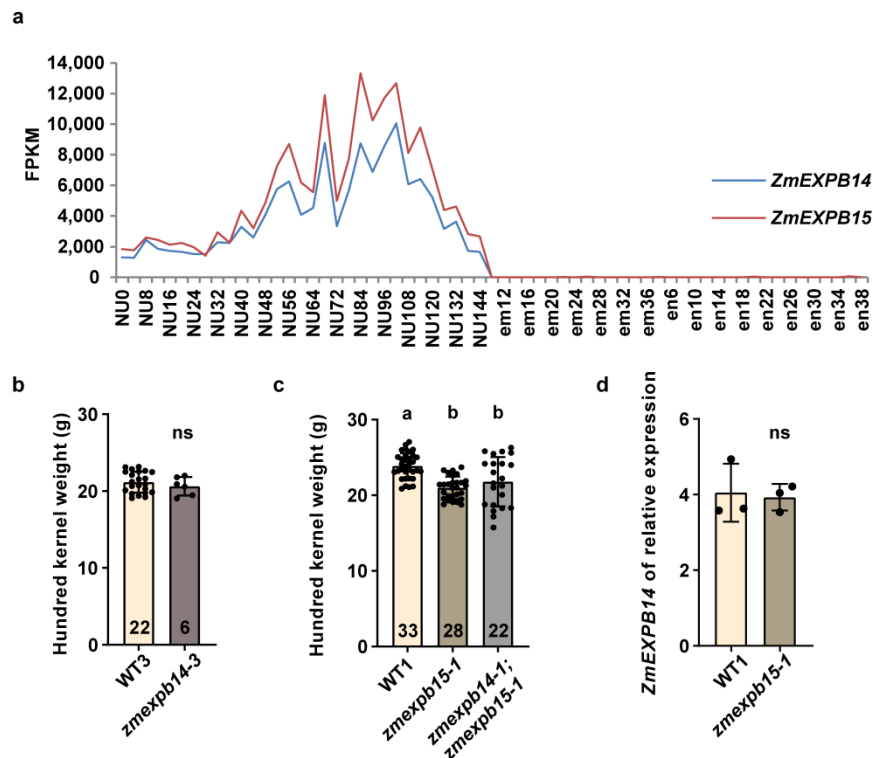 a
14,000
12,000
10,000
8,000
6,000
4,000
2,000
0
FPKM
ZmEXPB14
ZmEXPB15
NU0
NU8
NU16
NU24
NU32
NU40
NU48
NU56
NU64
NU72
NU84
NU96
NU108
NU120
NU132
NU144
em12
em16
em20
em24
em28
em32
em36
en6
en10
en14
en18
en22
en26
en30
en34
en38
b
Hundred kernel weight (g)
30
20
10
0
ns
22
6
WT3
zmexpb14-3
c
Hundred kernel weight (g)
30
20
10
0
a
b
b
33
28
22
WT1
zmexpb15-1
zmexpb14-1;
zmexpb15-1
d
ZmEXPB14 of relative expression
6
4
2
0
ns
WT1
zmexpb15-1